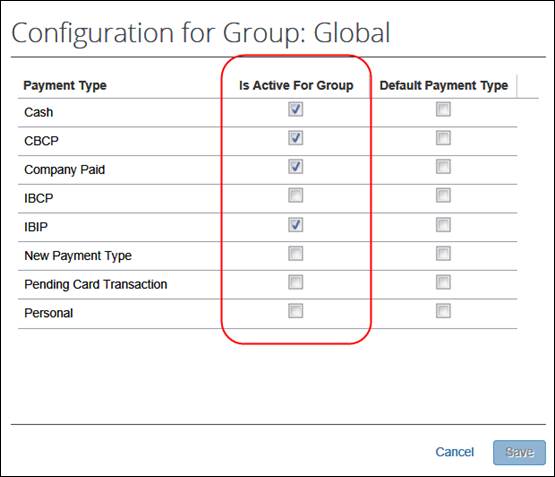 Configuration for Group: Global
Payment Type Is Active For Group Default Payment Type
Cash
CBCP
Company Paid
IBCP
IBIP
New Payment Type
Pending Card Transaction
Personal
Cancel Save